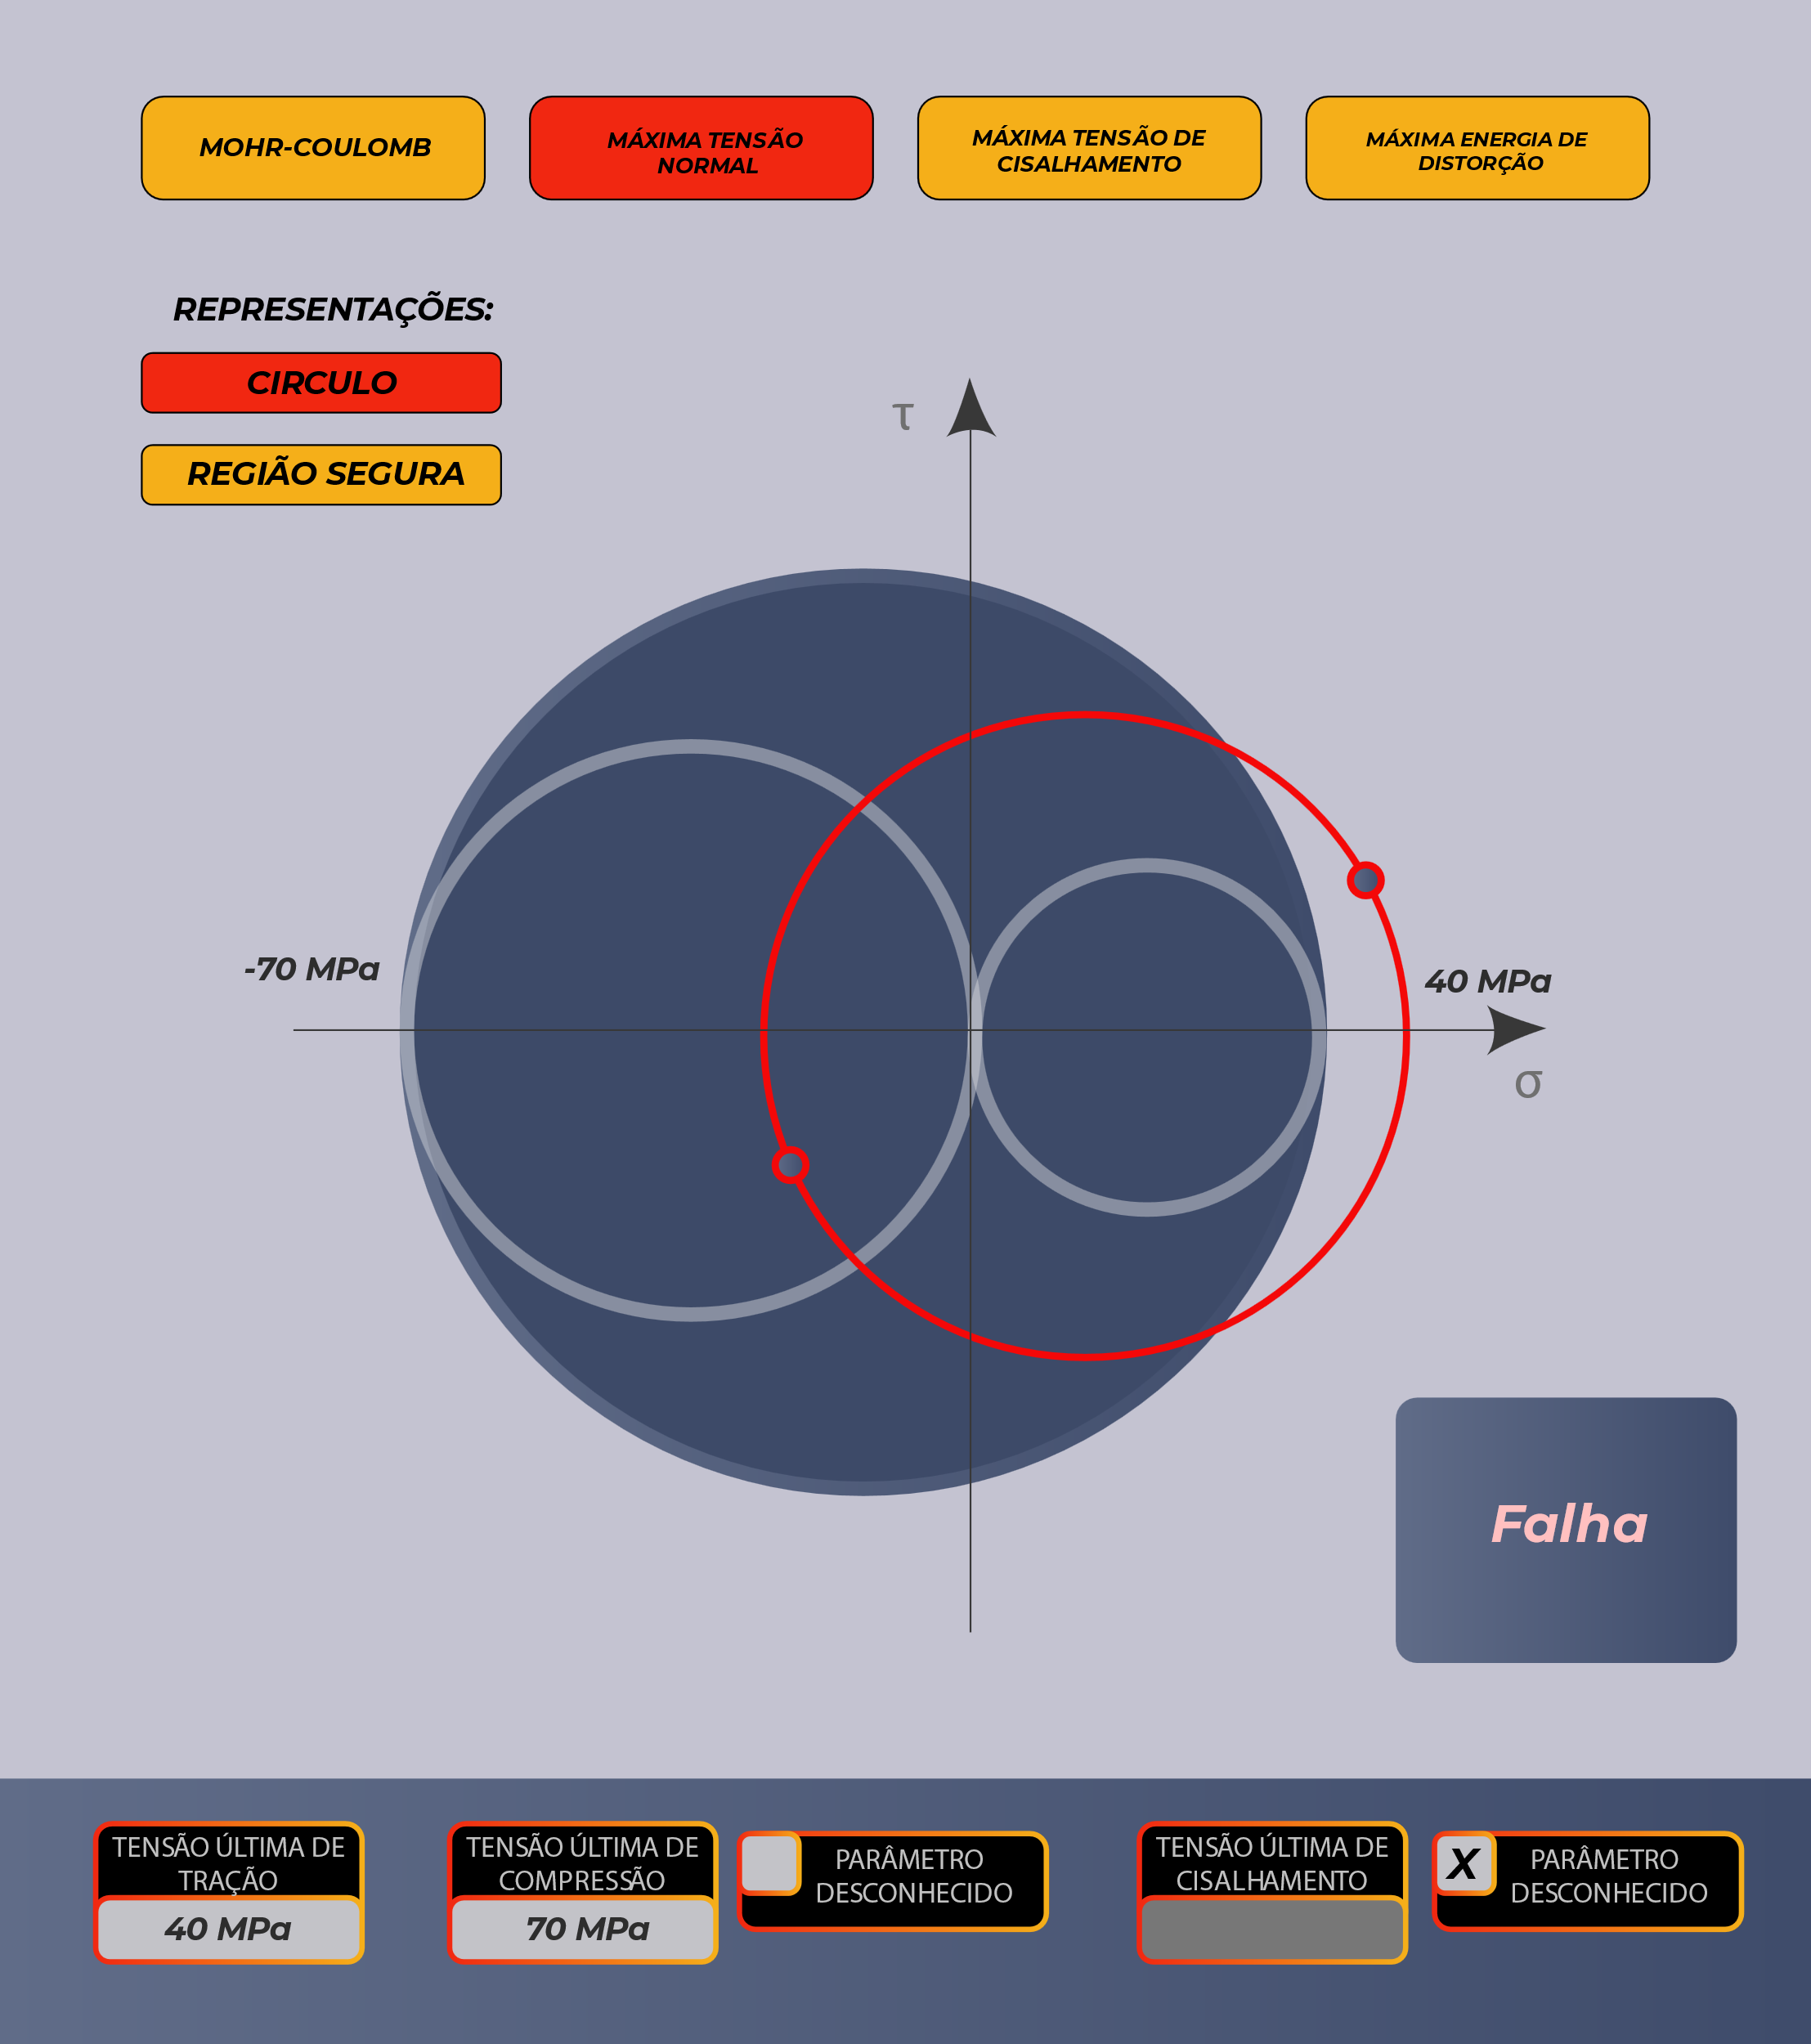 MOHR-COULOMB
MÁXIMA TENSÃO
NORMAL
MÁXIMA TENSÃO DE
CISALHAMENTO
MÁXIMA ENERGIA DE
DISTORÇÃO
REPRESENTAÇÕES:
CIRCULO
REGIÃO SEGURA
τ
-70 MPa
40 MPa
σ
Falha
TENSÃO ÚLTIMA DE
TRAÇÃO
40 MPa
TENSÃO ÚLTIMA DE
COMPRESSÃO
70 MPa
PARÂMETRO
DESCONHECIDO
TENSÃO ÚLTIMA DE
CISALHAMENTO
X
PARÂMETRO
DESCONHECIDO